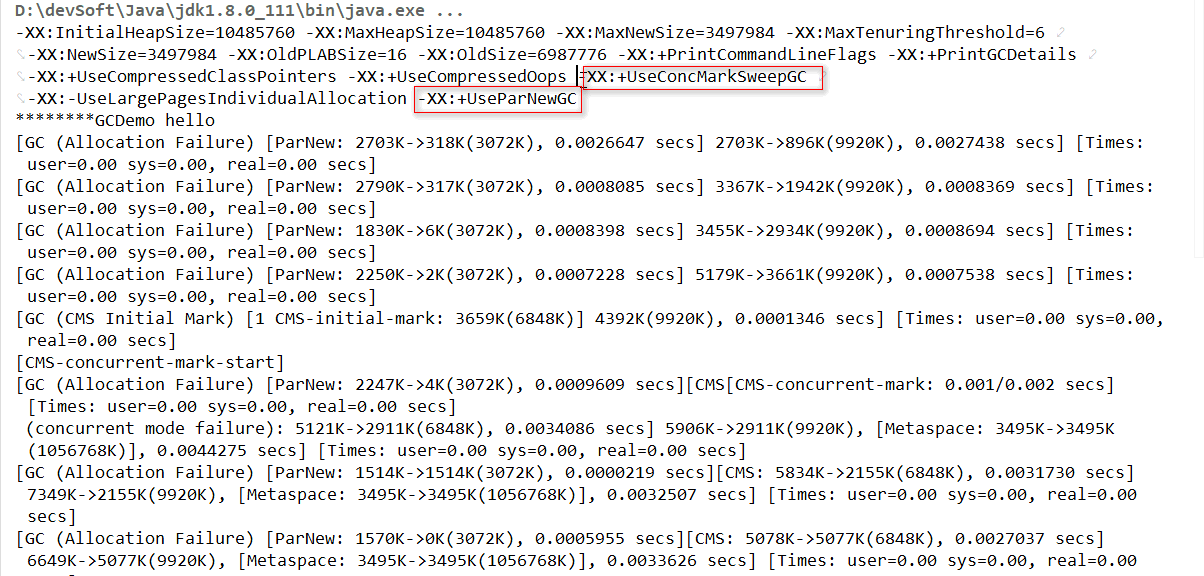 D:\devSoft\Java\jdk1.8.0_111\bin\java.exe ...
-XX:InitialHeapSize=10485760 -XX:MaxHeapSize=10485760 -XX:MaxNewSize=3497984 -XX:MaxTenuringThreshold=6
-XX:NewSize=3497984 -XX:OldPLABSize=16 -XX:OldSize=6987776 -XX:+PrintCommandLineFlags -XX:+PrintGCDetails
-XX:+UseCompressedClassPointers -XX:+UseCompressedOops -XX:+UseConcMarkSweepGC
-XX:-UseLargePagesIndividualAllocation -XX:+UseParNewGC
********GCDemo hello
[GC (Allocation Failure) [ParNew: 2703K->318K(3072K), 0.0026647 secs] 2703K->896K(9920K), 0.0027438 secs] [Times:
user=0.00 sys=0.00, real=0.00 secs]
[GC (Allocation Failure) [ParNew: 2790K->317K(3072K), 0.0008085 secs] 3367K->1942K(9920K), 0.0008369 secs] [Times:
user=0.00 sys=0.00, real=0.00 secs]
[GC (Allocation Failure) [ParNew: 1830K->6K(3072K), 0.0008398 secs] 3455K->2934K(9920K), 0.0008694 secs] [Times:
user=0.00 sys=0.00, real=0.00 secs]
[GC (Allocation Failure) [ParNew: 2250K->2K(3072K), 0.0007228 secs] 5179K->3661K(9920K), 0.0007538 secs] [Times:
user=0.00 sys=0.00, real=0.00 secs]
[GC (CMS Initial Mark) [1 CMS-initial-mark: 3659K(6848K)] 4392K(9920K), 0.0001346 secs] [Times: user=0.00 sys=0.00,
real=0.00 secs]
[CMS-concurrent-mark-start]
[GC (Allocation Failure) [ParNew: 2247K->4K(3072K), 0.0009609 secs][CMS[CMS-concurrent-mark: 0.001/0.002 secs]
[Times: user=0.00 sys=0.00, real=0.00 secs]
(concurrent mode failure): 5121K->2911K(6848K), 0.0034086 secs] 5906K->2911K(9920K), [Metaspace: 3495K->3495K
(1056768K)], 0.0044275 secs] [Times: user=0.00 sys=0.00, real=0.00 secs]
[GC (Allocation Failure) [ParNew: 1514K->1514K(3072K), 0.0000219 secs][CMS: 5834K->2155K(6848K), 0.0031730 secs]
7349K->2155K(9920K), [Metaspace: 3495K->3495K(1056768K)], 0.0032507 secs] [Times: user=0.00 sys=0.00, real=0.00
secs]
[GC (Allocation Failure) [ParNew: 1570K->0K(3072K), 0.0005955 secs][CMS: 5078K->5077K(6848K), 0.0027037 secs]
6649K->5077K(9920K), [Metaspace: 3495K->3495K(1056768K)], 0.0033626 secs] [Times: user=0.00 sys=0.00, real=0.00